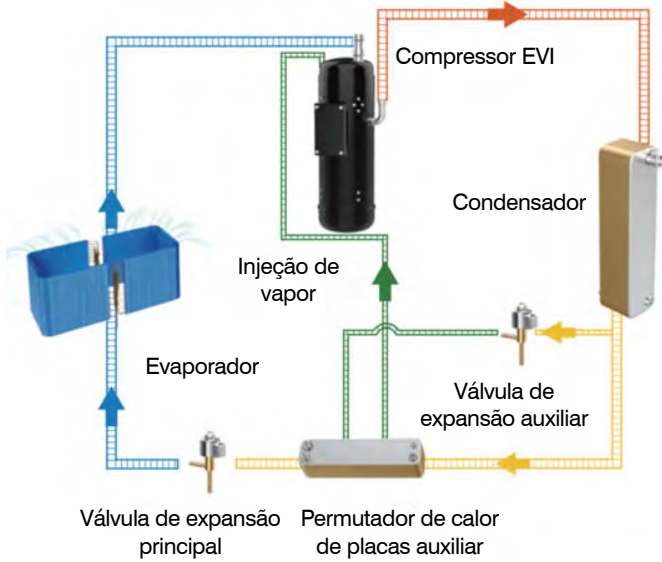 Compressor EVI
Condensador
Injeção de
vapor
Evaporador
Válvula de
expansão auxiliar
Válvula de expansão
principal
Permutador de calor
de placas auxiliar